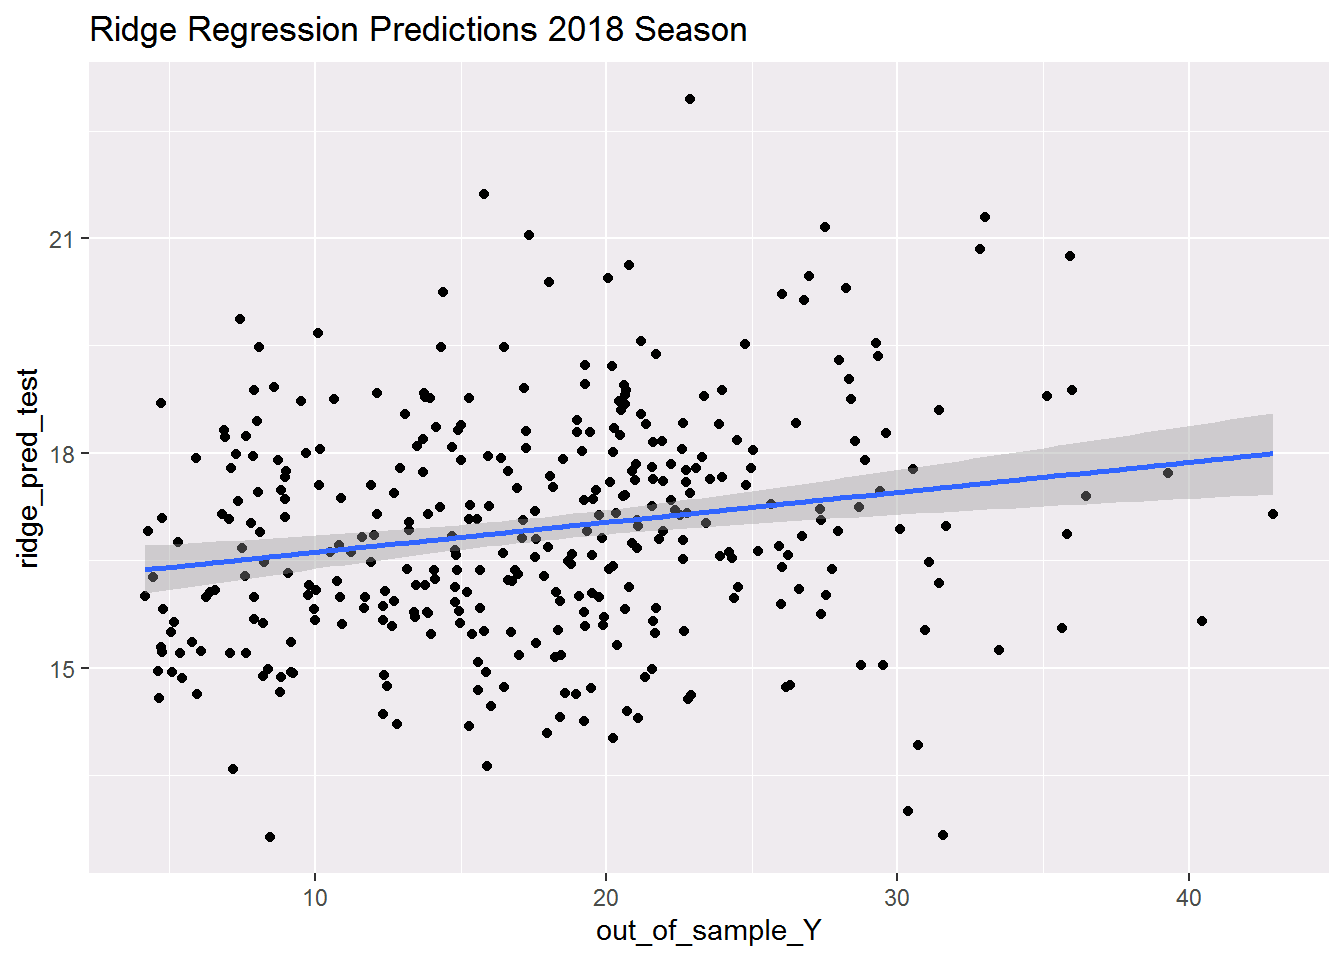 Ridge Regression Predictions 2018 Season
21
18
15
ridge_pred_test
10 20 30 40
out_of_sample_Y